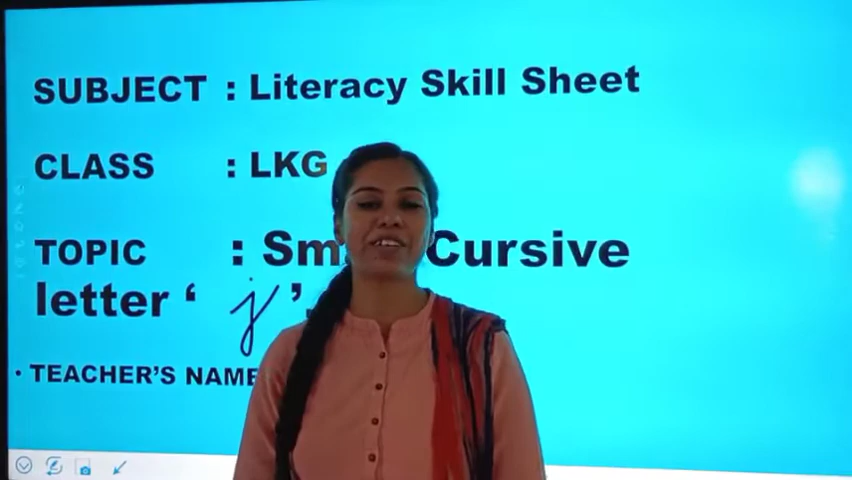 SUBJECT : Literacy Skill Sheet
CLASS : LKG
TOPIC : Cursive
letter ‘ j ’.
• TEACHER’S NAME